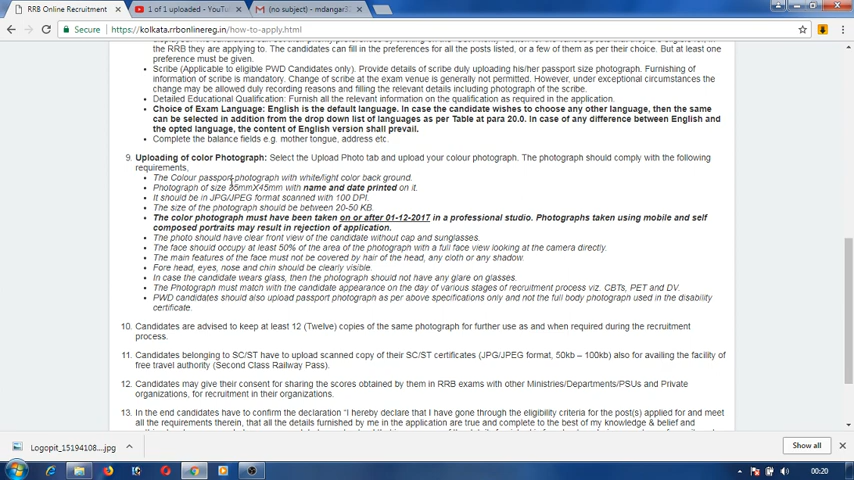 RRB Online Recruitment
1 of 1 uploaded - YouTu
(no subject) - mdangar
https://kolkata.rrbonlinereg.in/how-to-apply.html
the RRB they are applying to. The candidates can fill in the preferences for all the posts listed, or a few of them as per their choice. But at least one
preference must be given.
Scribe (Applicable to eligible PWD Candidates only). Provide details of scribe duly uploading his/her passport size photograph. Furnishing of
information of scribe is mandatory. Change of scribe at the exam venue is generally not permitted. However, under exceptional circumstances the
change may be allowed duly recording reasons and filling the relevant details including photograph of the scribe.
Detailed Educational Qualification: Furnish all the relevant information on the qualification as required in the application.
Choice of Exam Language: English is the default language. In case the candidate wishes to choose any other language, then the same
can be selected in addition from the drop down list of languages as per Table at para 20.0. In case of any difference between English and
the opted language, the content of English version shall prevail.
Complete the balance fields e.g. mother tongue, address etc.
9. Uploading of color Photograph: Select the Upload Photo tab and upload your colour photograph. The photograph should comply with the following
requirements,
The Colour passport photograph with white/light color back ground.
Photograph of size 35mmX45mm with name and date printed on it.
It should be in JPG/JPEG format scanned with 100 DPI.
The size of the photograph should be between 20-50 KB.
The color photograph must have been taken on or after 01-12-2017 in a professional studio. Photographs taken using mobile and self
composed portraits may result in rejection of application.
The photo should have clear front view of the candidate without cap and sunglasses.
The face should occupy at least 50% of the area of the photograph with a full face view looking at the camera directly.
The main features of the face must not be covered by hair of the head, any cloth or any shadow.
Fore head, eyes, nose and chin should be clearly visible.
In case the candidate wears glass, then the photograph should not have any glare on glasses.
The Photograph must match with the candidate appearance on the day of various stages of recruitment process viz. CBTs, PET and DV.
PWD candidates should also upload passport photograph as per above specifications only and not the full body photograph used in the disability
certificate.
10. Candidates are advised to keep at least 12 (Twelve) copies of the same photograph for further use as and when required during the recruitment
process.
11. Candidates belonging to SC/ST have to upload scanned copy of their SC/ST certificates (JPG/JPEG format, 50kb – 100kb) also for availing the facility of
free travel authority (Second Class Railway Pass).
12. Candidates may give their consent for sharing the scores obtained by them in RRB exams with other Ministries/Departments/PSUs and Private
organizations, for recruitment in their organizations.
13. In the end candidates have to confirm the declaration "I hereby declare that I have gone through the eligibility criteria for the post(s) applied for and meet
all the requirements therein, that all the details furnished by me in the application are true and complete to the best of my knowledge & belief and
Logopit_15194108....jpg
Show all
00:20